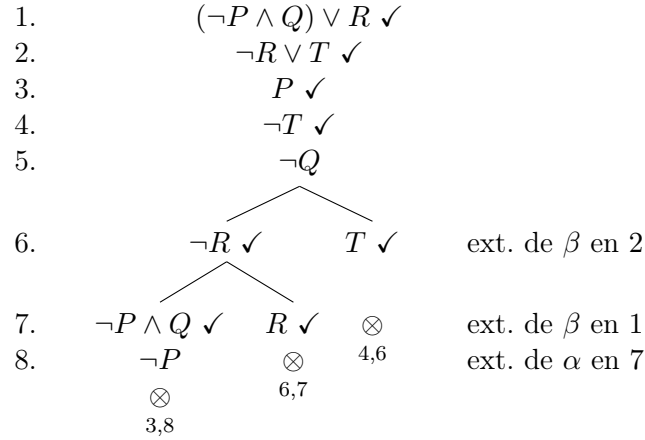 1. (¬P ∧ Q) ∨ R ✓
2. ¬R ∨ T ✓
3. P ✓
4. ¬T ✓
5. ¬Q
6. ¬R ✓ T ✓ ext. de β en 2
7. ¬P ∧ Q ✓ R ✓ ⊗ ext. de β en 1
4,6
8. ¬P ⊗ ext. de α en 7
⊗ 6,7
3,8